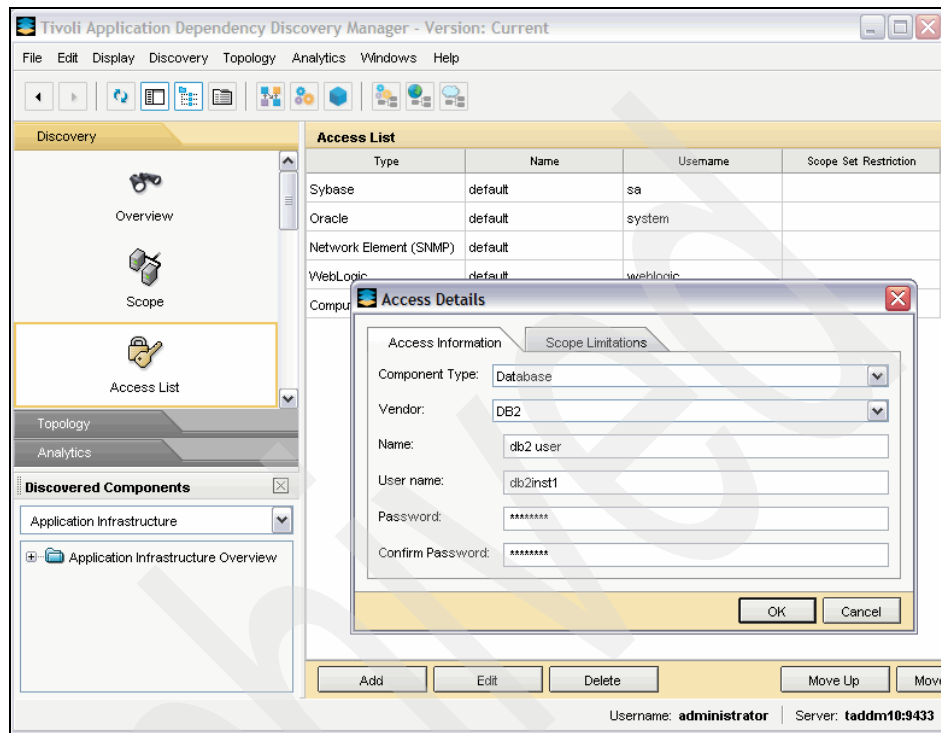 Tivoli Application Dependency Discovery Manager - Version: Current
File Edit Display Discovery Topology Analytics Windows Help
Discovery
Overview
Scope
Access List
Topology
Analytics
Discovered Components
Application Infrastructure
Application Infrastructure Overview
Access List
Type Name Username Scope Set Restriction
Sybase default sa
Oracle default system
Network Element (SNMP) default
WebLogic default weblogic
Compu
Access Details
Access Information Scope Limitations
Component Type: Database
Vendor: DB2
Name: db2 user
User name: db2inst1
Password: ********
Confirm Password: ********
OK Cancel
Add Edit Delete Move Up Move
Username: administrator Server: taddm10:9433